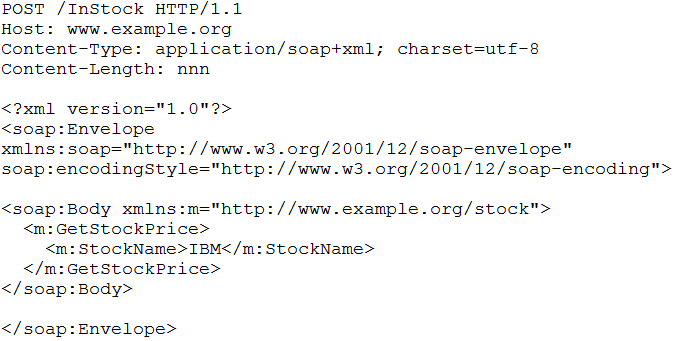 POST /InStock HTTP/1.1
Host: www.example.org
Content-Type: application/soap+xml; charset=utf-8
Content-Length: nnn

<?xml version="1.0"?>
<soap:Envelope
xmlns:soap="http://www.w3.org/2001/12/soap-envelope"
soap:encodingStyle="http://www.w3.org/2001/12/soap-encoding">

<soap:Body xmlns:m="http://www.example.org/stock">
  <m:GetStockPrice>
    <m:StockName>IBM</m:StockName>
  </m:GetStockPrice>
</soap:Body>

</soap:Envelope>